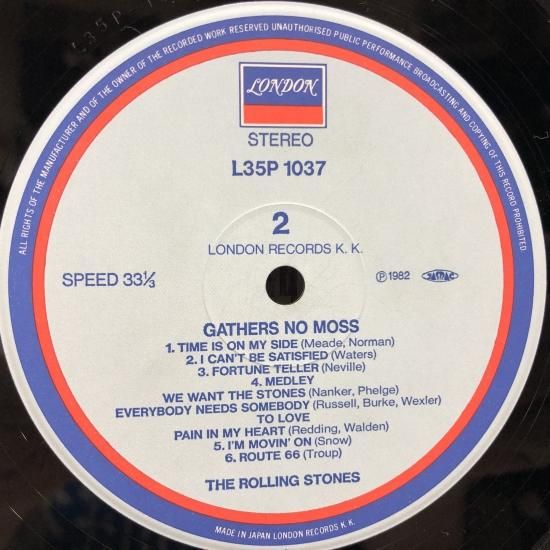 ALL RIGHTS OF THE MANUFACTURER AND OF THE OWNER OF THE RECORDED WORK RESERVED UNAUTHORISED PUBLIC PERFORMANCE BROADCASTING AND COPYING OF THIS RECORD PROHIBITED
LONDON
STEREO
L35P 1037
2
LONDON RECORDS K. K.
SPEED 33⅓
Ⓟ1982 JASRAC
GATHERS NO MOSS
1. TIME IS ON MY SIDE (Meade, Norman)
2. I CAN'T BE SATISFIED (Waters)
3. FORTUNE TELLER (Neville)
4. MEDLEY
WE WANT THE STONES (Nanker, Phelge)
EVERYBODY NEEDS SOMEBODY (Russell, Burke, Wexler)
TO LOVE
PAIN IN MY HEART (Redding, Walden)
5. I'M MOVIN' ON (Snow)
6. ROUTE 66 (Troup)
THE ROLLING STONES
MADE IN JAPAN LONDON RECORDS K. K.